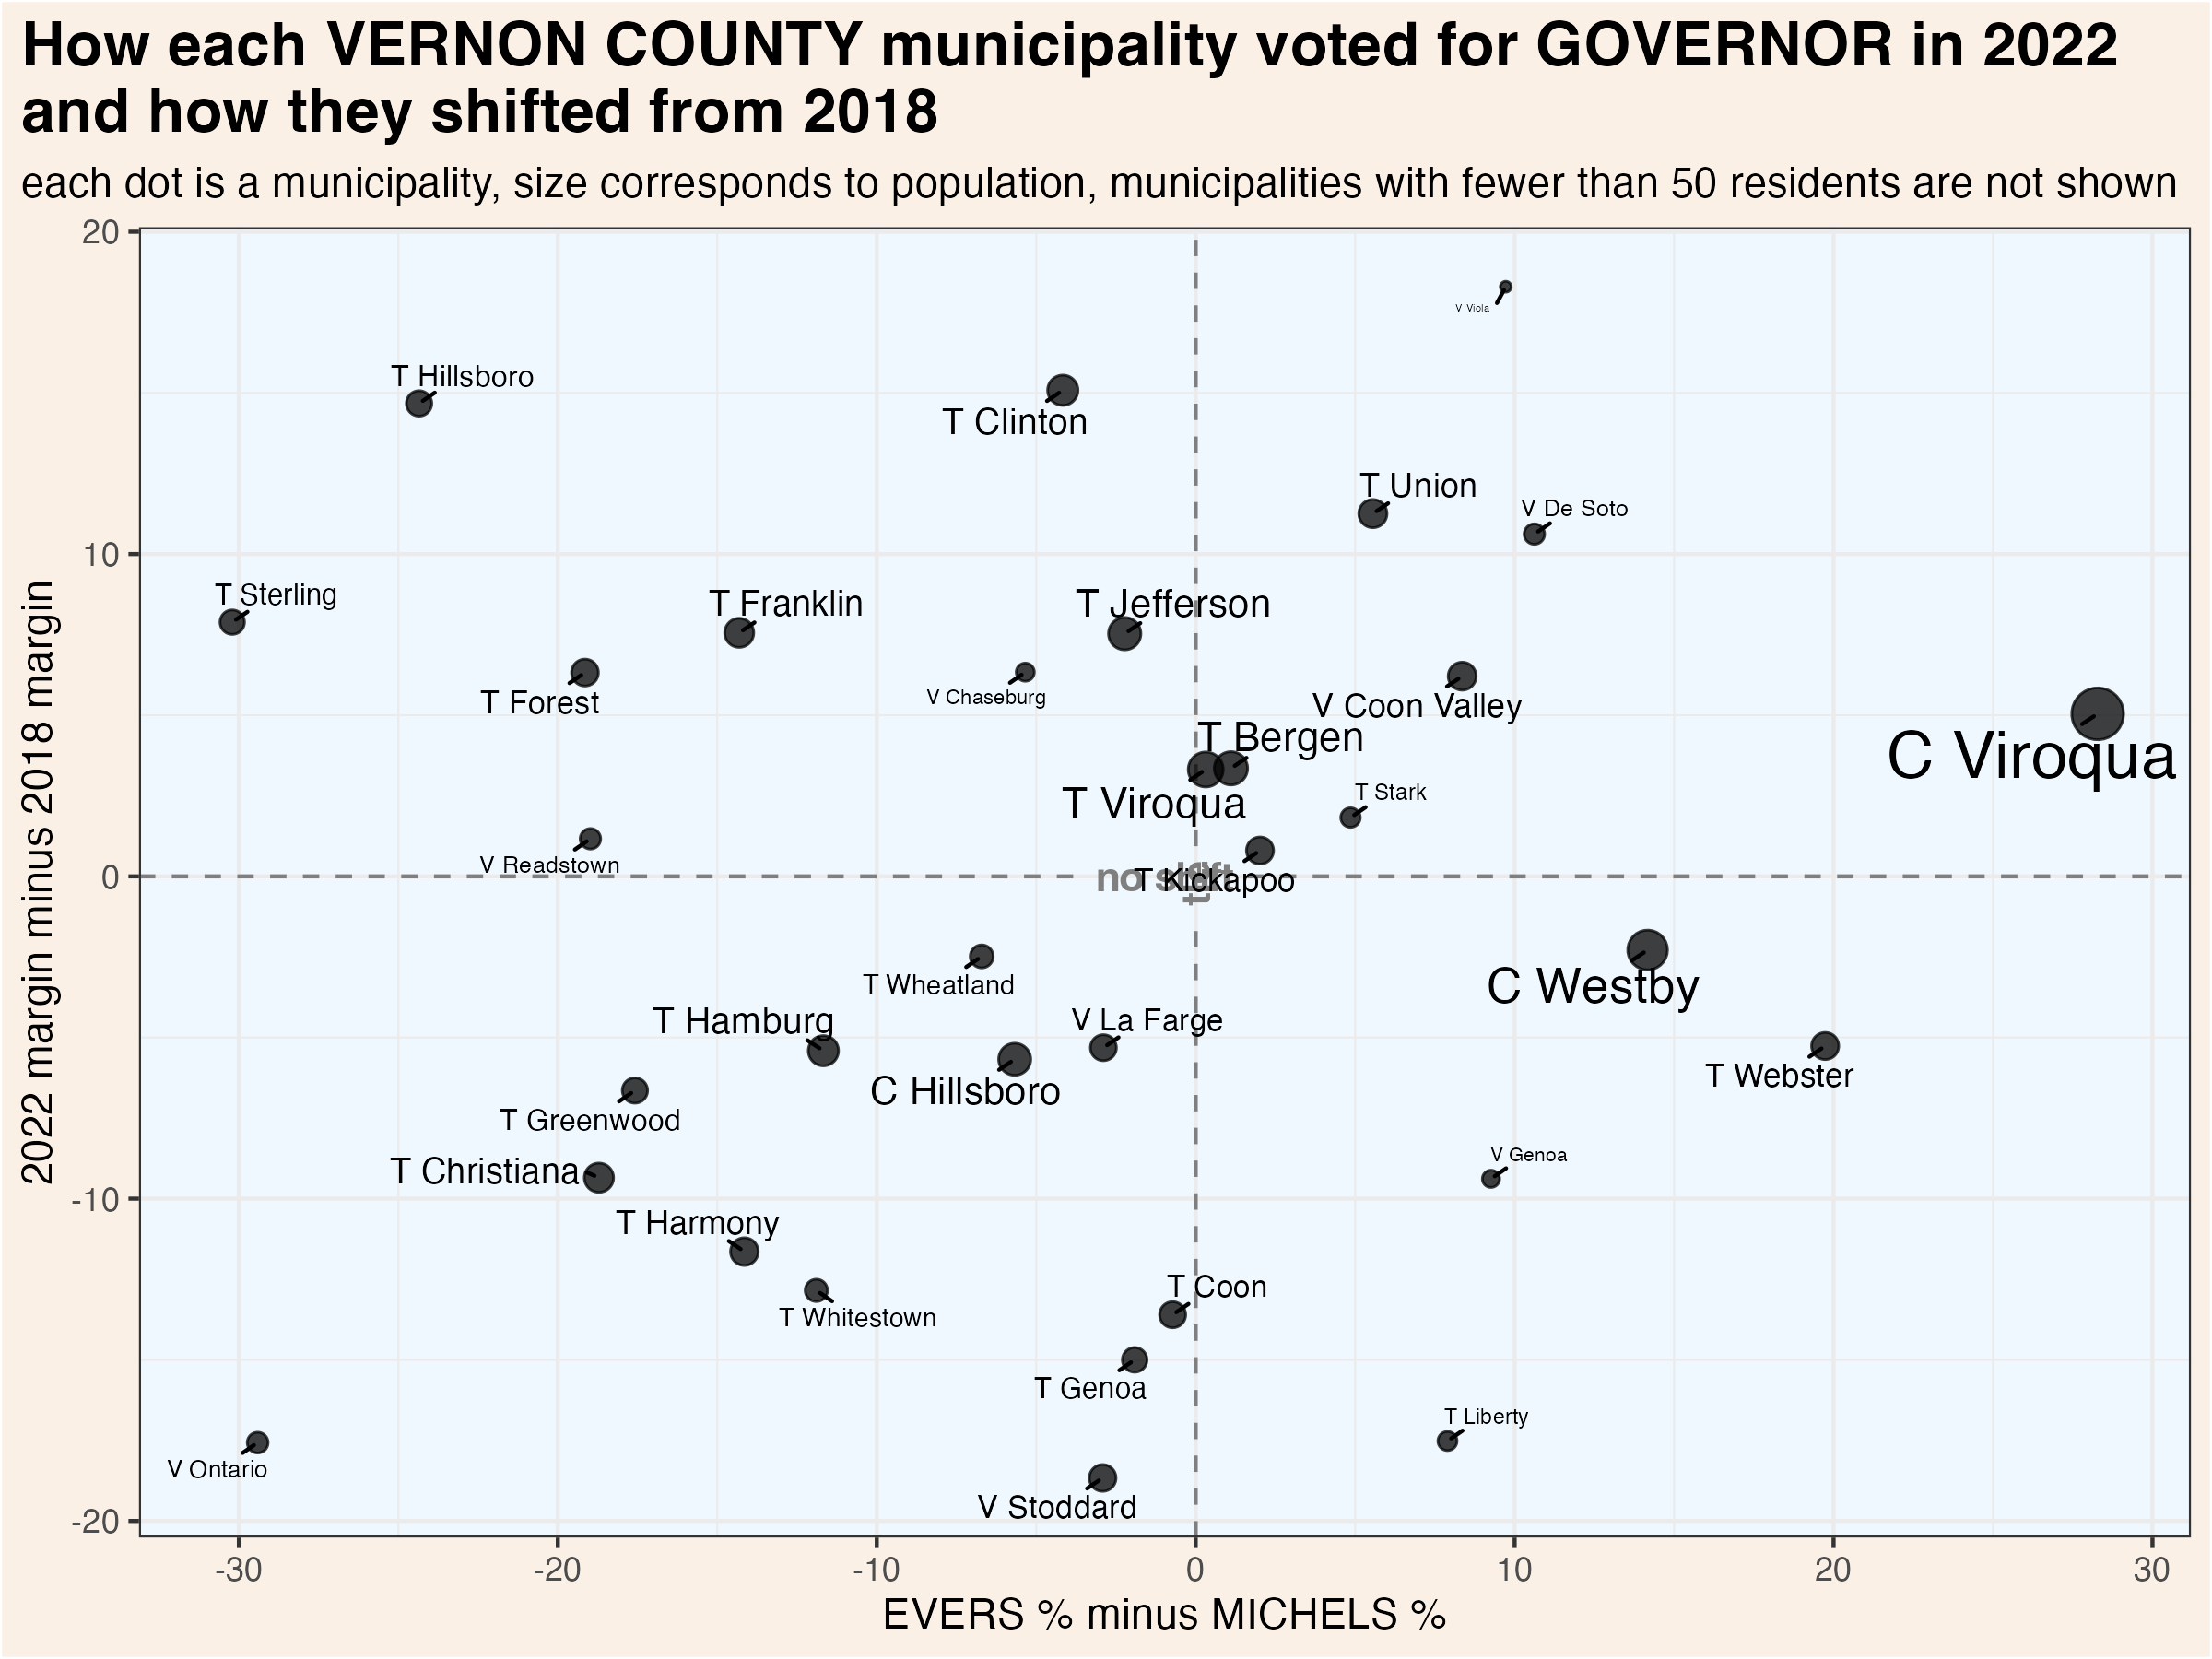 How each VERNON COUNTY municipality voted for GOVERNOR in 2022
and how they shifted from 2018
each dot is a municipality, size corresponds to population, municipalities with fewer than 50 residents are not shown
20
V Viola
T Hillsboro
T Clinton
T Union
V De Soto
10
T Sterling
T Franklin
T Jefferson
T Forest
V Chaseburg
V Coon Valley
T Bergen
C Viroqua
T Viroqua
T Stark
V Readstown
0
no shift
T Kickapoo
T Wheatland
C Westby
T Hamburg
V La Farge
C Hillsboro
T Webster
T Greenwood
V Genoa
T Christiana
-10
T Harmony
T Coon
T Whitestown
T Genoa
T Liberty
V Ontario
V Stoddard
-20
2022 margin minus 2018 margin
-30
-20
-10
0
10
20
30
EVERS % minus MICHELS %